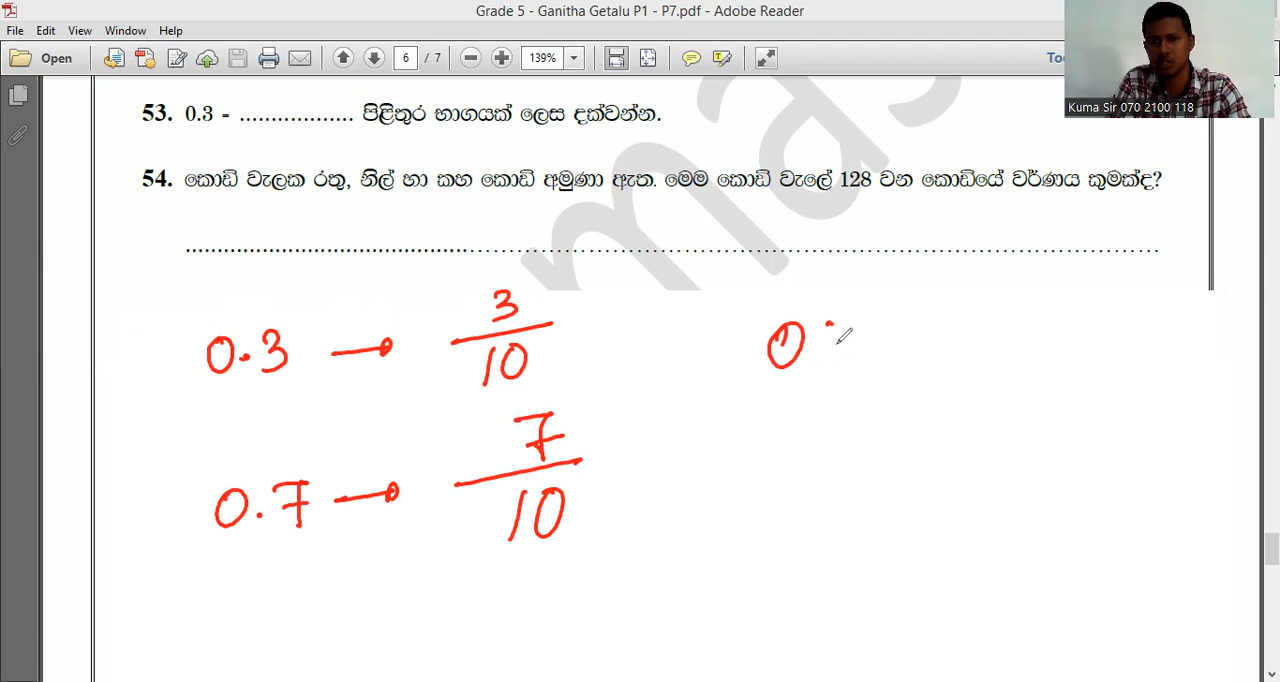 Grade 5 - Ganitha Getalu P1 - P7.pdf - Adobe Reader
File Edit View Window Help
Open 6 / 7 139% Too
Kuma Sir 070 2100 118
53. 0.3 - .................. පිළිතුර භාගයක් ලෙස දක්වන්න.
54. කොඩි වැලක රතු, නිල් හා කහ කොඩි අමුණා ඇත. මෙම කොඩි වැලේ 128 වන කොඩියේ වර්ණය කුමක්ද?
0.3 → 3/10
0.7 → 7/10
0